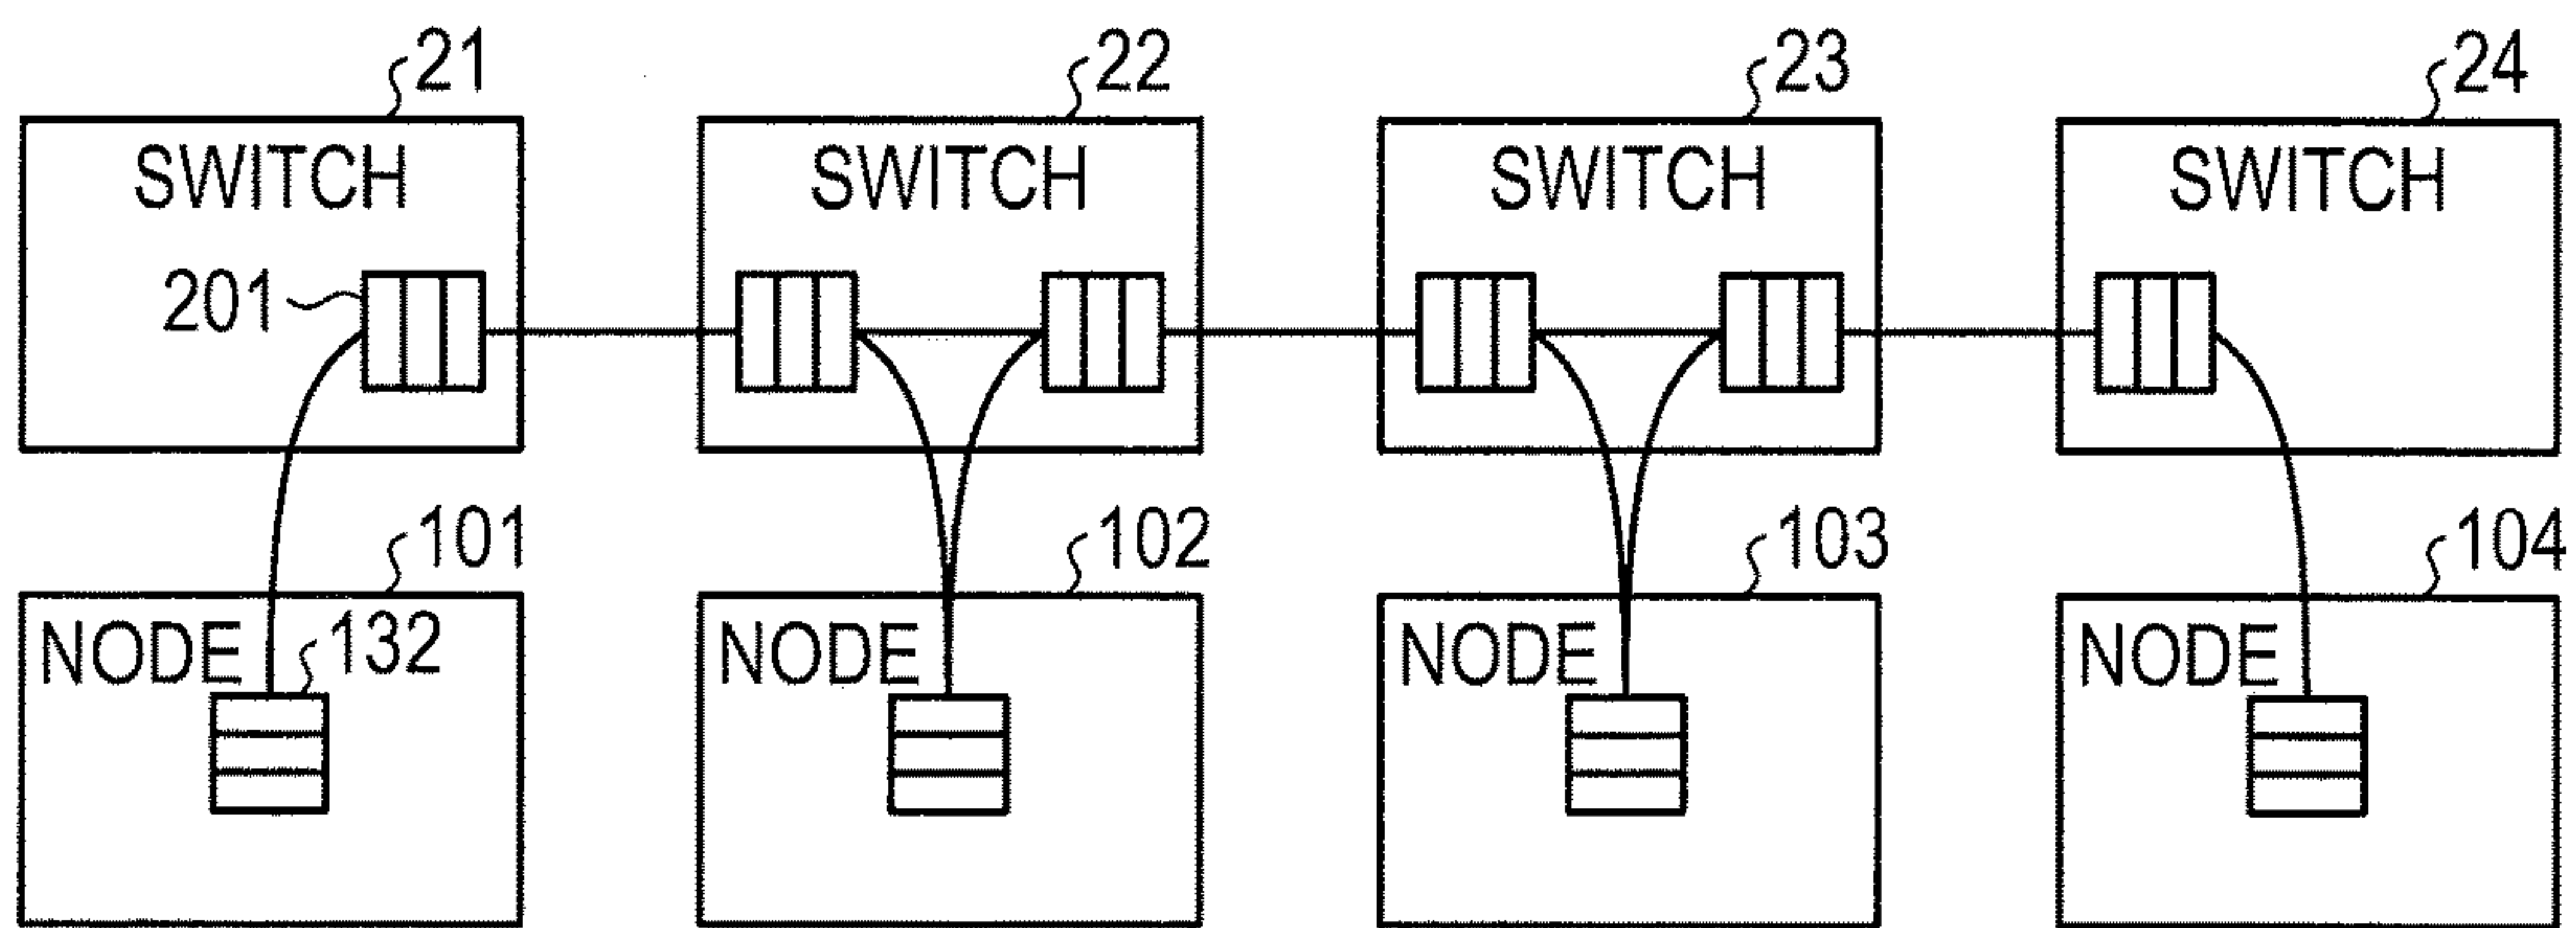 21 22 23 24
SWITCH SWITCH SWITCH SWITCH
201
101 102 103 104
NODE 132 NODE NODE NODE